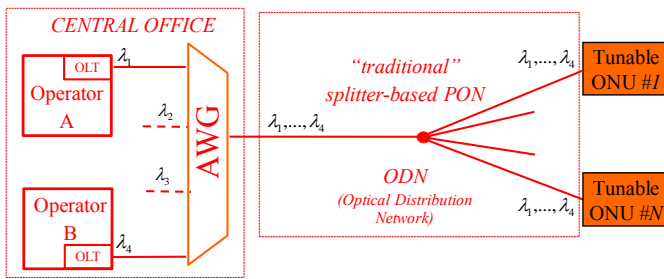 CENTRAL OFFICE
OLT
λ1
Operator
A
λ2
λ3
Operator
B
OLT
λ4
AWG
λ1,..., λ4
"traditional"
splitter-based PON
ODN
(Optical Distribution
Network)
λ1,..., λ4
Tunable
ONU #1
λ1,..., λ4
Tunable
ONU #N